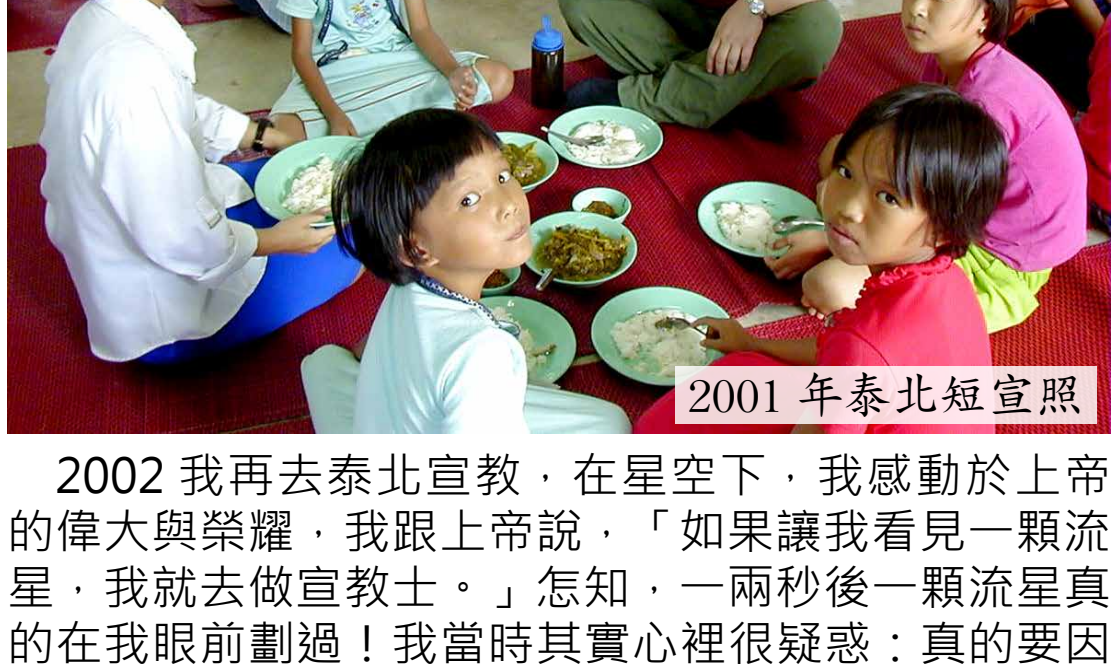 2001 年泰北短宣照
2002 我再去泰北宣教，在星空下，我感動於上帝
的偉大與榮耀，我跟上帝說，「如果讓我看見一顆流
星，我就去做宣教士。」怎知，一兩秒後一顆流星真
的在我眼前劃過！我當時其實心裡很疑惑：真的要因